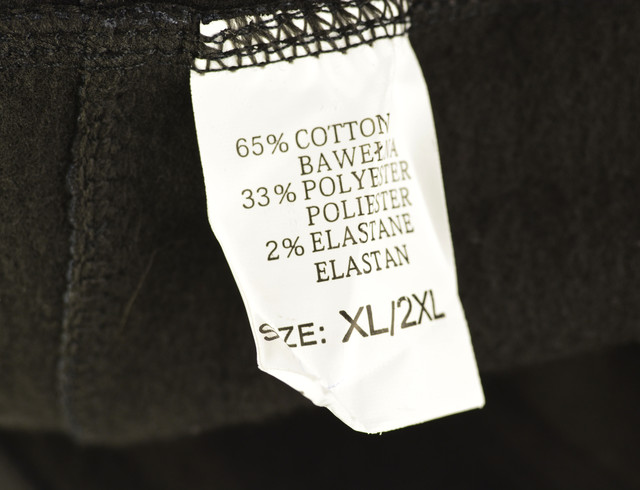 65% COTTON
BAWEŁNA
33% POLYESTER
POLIESTER
2% ELASTANE
ELASTAN
SIZE: XL/2XL